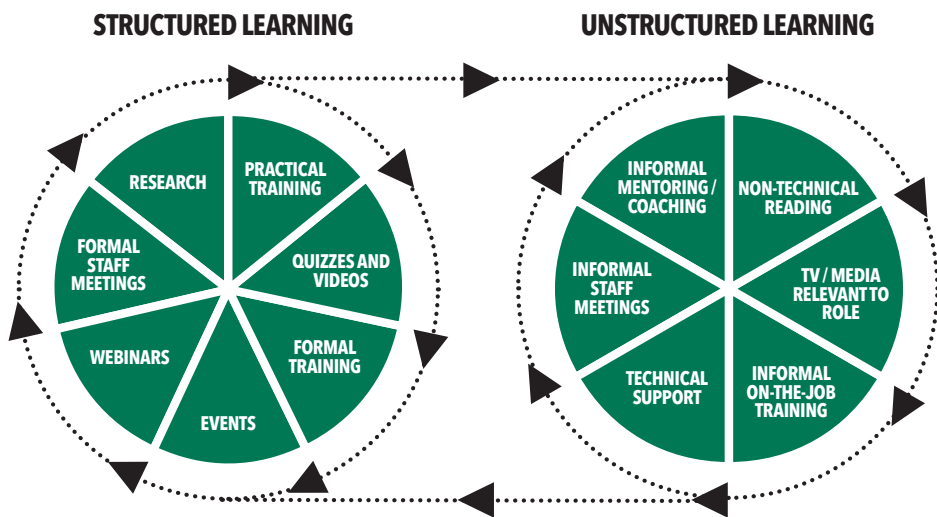 STRUCTURED LEARNING
PRACTICAL
TRAINING
QUIZZES AND
VIDEOS
FORMAL
TRAINING
EVENTS
WEBINARS
FORMAL
STAFF
MEETINGS
RESEARCH
UNSTRUCTURED LEARNING
NON-TECHNICAL
READING
TV / MEDIA
RELEVANT TO
ROLE
INFORMAL
ON-THE-JOB
TRAINING
TECHNICAL
SUPPORT
INFORMAL
STAFF
MEETINGS
INFORMAL
MENTORING /
COACHING